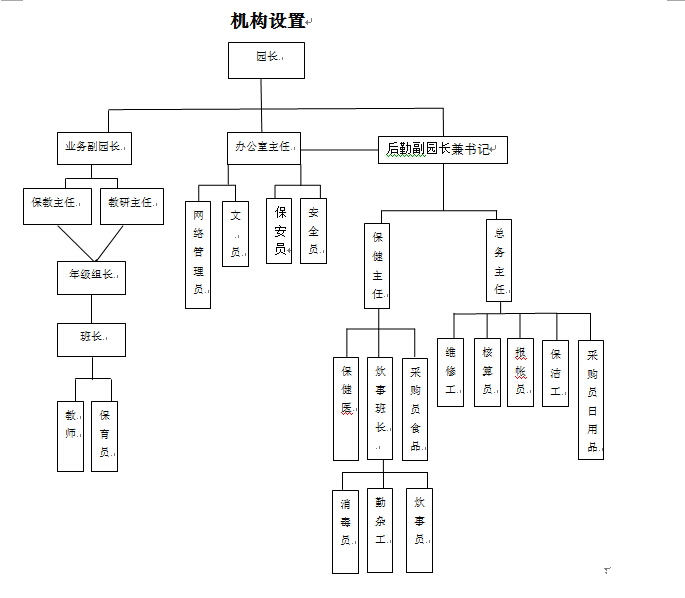 机构设置
园长
业务副园长
办公室主任
后勤副园长兼书记
保教主任
教研主任
网络管理员
文员
保安员
安全员
保健主任
总务主任
年级组长
班长
教师
保育员
保健医
炊事班长
采购员食品
维修工
核算员
报帐员
保洁工
采购员日用品
消毒员
勤杂工
炊事员